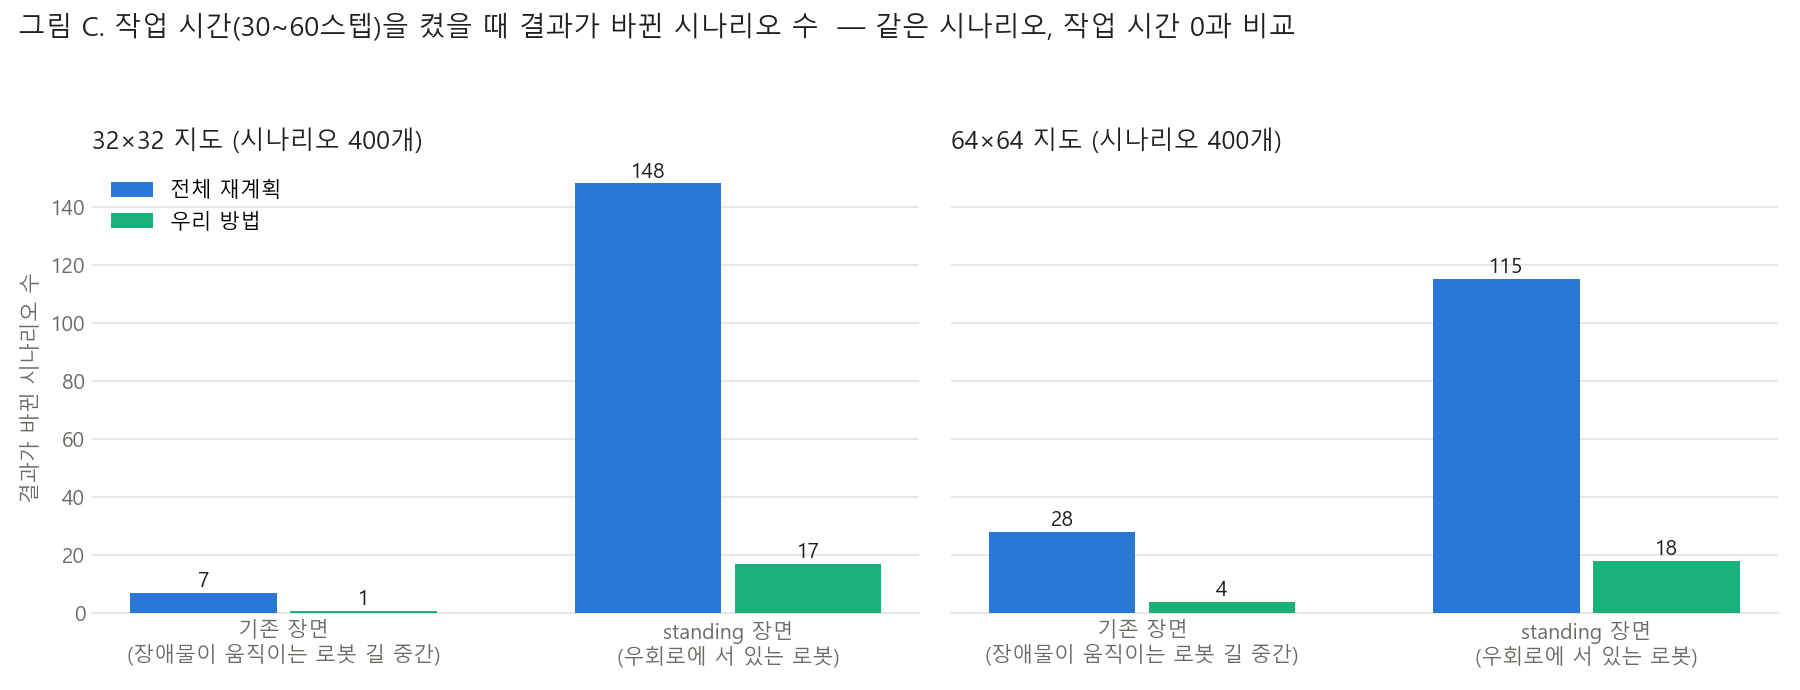 그림 C. 작업 시간(30~60스텝)을 켰을 때 결과가 바뀐 시나리오 수 — 같은 시나리오, 작업 시간 0과 비교
32×32 지도 (시나리오 400개)
전체 재계획
우리 방법
결과가 바뀐 시나리오 수
140
120
100
80
60
40
20
0
7
1
148
17
기존 장면
(장애물이 움직이는 로봇 길 중간)
standing 장면
(우회로에 서 있는 로봇)
64×64 지도 (시나리오 400개)
28
4
115
18
기존 장면
(장애물이 움직이는 로봇 길 중간)
standing 장면
(우회로에 서 있는 로봇)